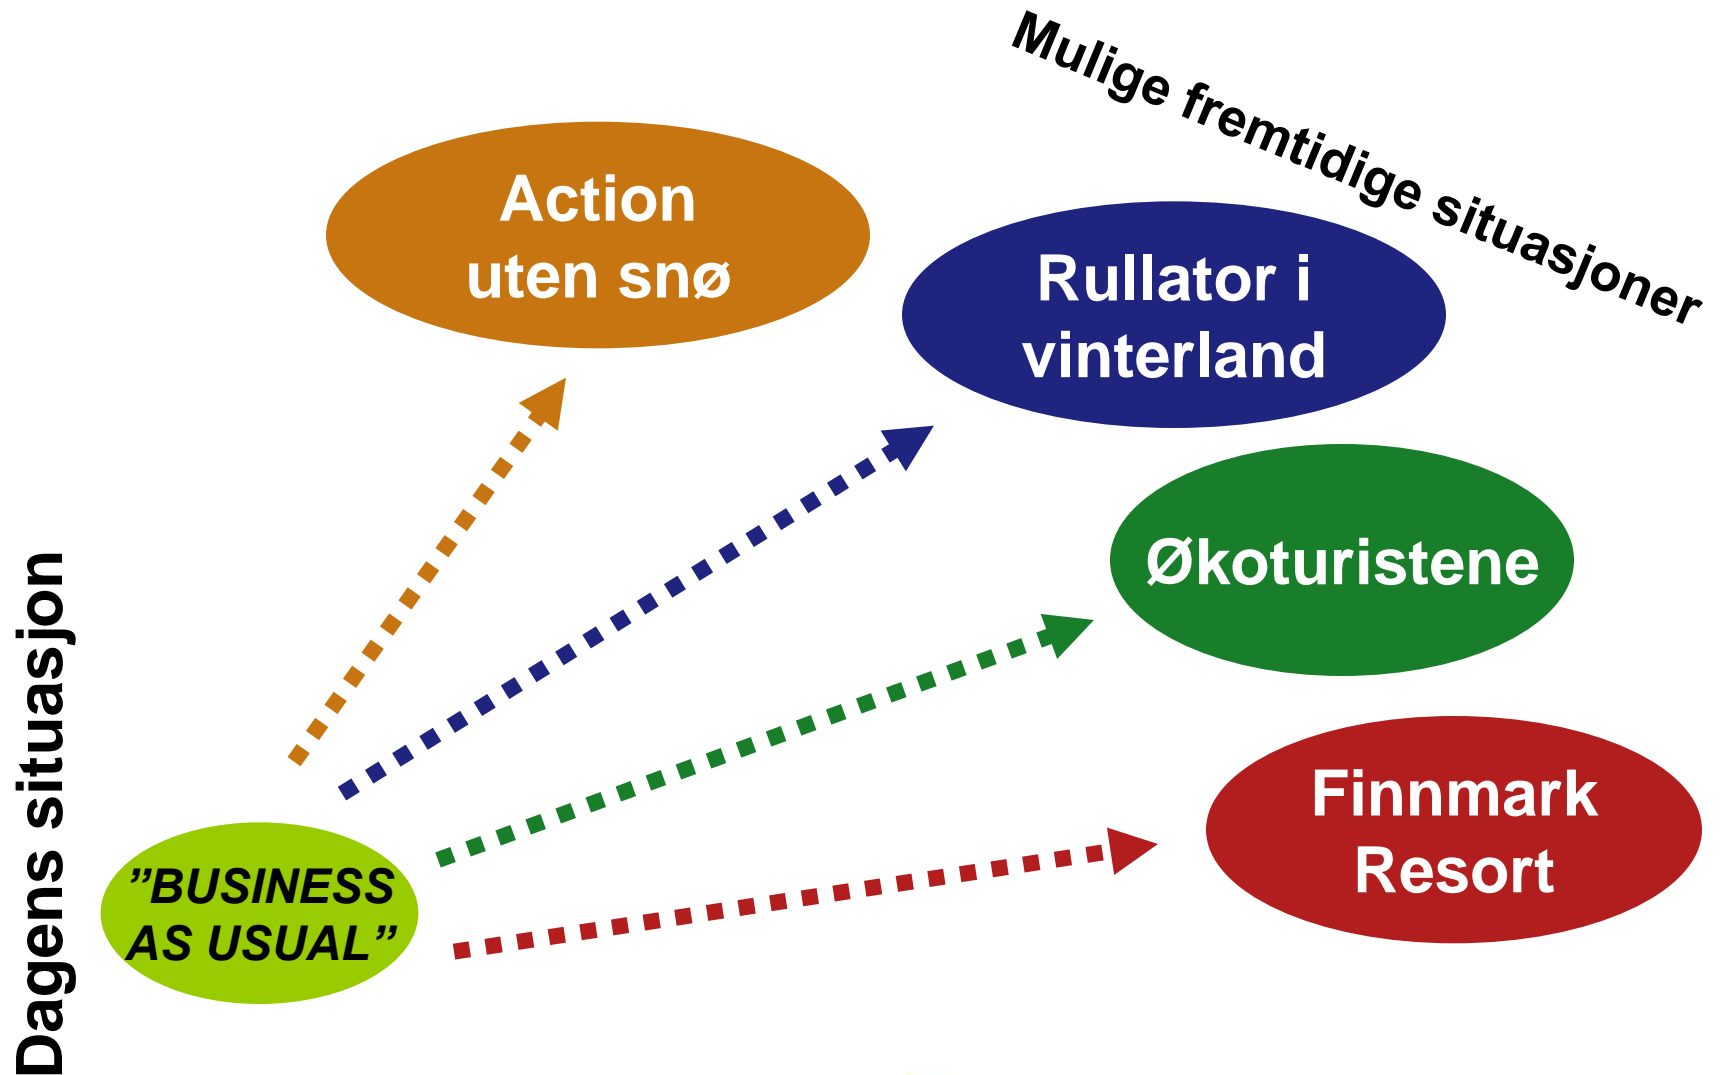 Mulige fremtidige situasjoner
Action
uten snø
Rullator i
vinterland
Økoturistene
Finnmark
Resort
Dagens situasjon
”BUSINESS
AS USUAL”